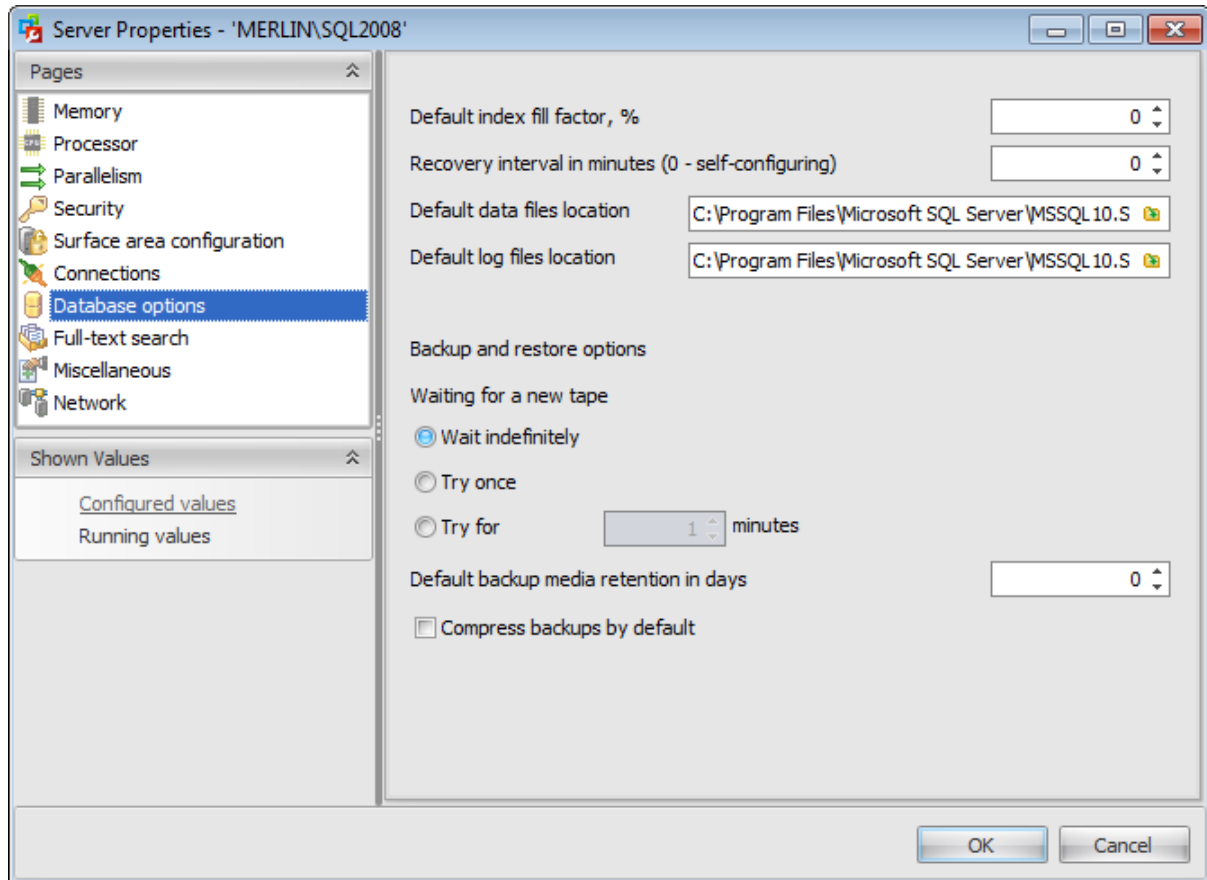 Server Properties - 'MERLIN\SQL2008'
Pages
Memory
Processor
Parallelism
Security
Surface area configuration
Connections
Database options
Full-text search
Miscellaneous
Network
Shown Values
Configured values
Running values
Default index fill factor, % 0
Recovery interval in minutes (0 - self-configuring) 0
Default data files location C:\Program Files\Microsoft SQL Server\MSSQL10.S
Default log files location C:\Program Files\Microsoft SQL Server\MSSQL10.S
Backup and restore options
Waiting for a new tape
Wait indefinitely
Try once
Try for 1 minutes
Default backup media retention in days 0
Compress backups by default
OK Cancel